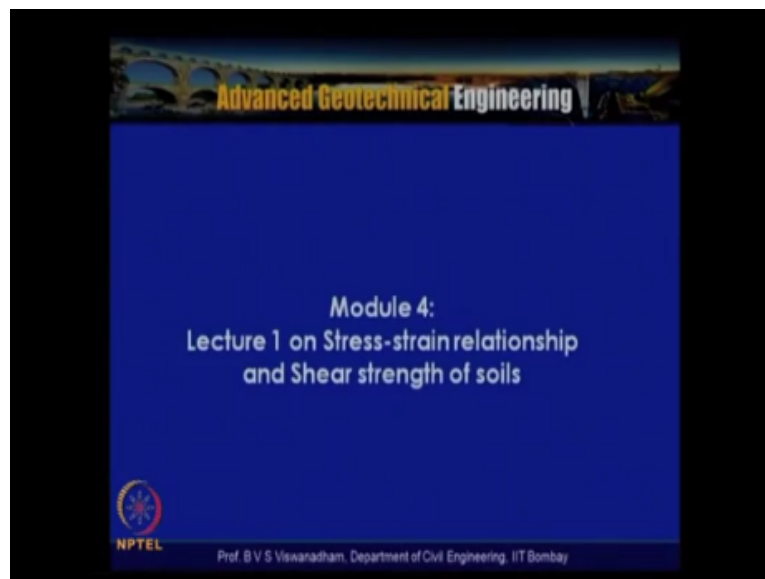 Advanced Geotechnical Engineering
Module 4:
Lecture 1 on Stress-strain relationship
and Shear strength of soils
NPTEL
Prof. B V S Viswanadham, Department of Civil Engineering, IIT Bombay